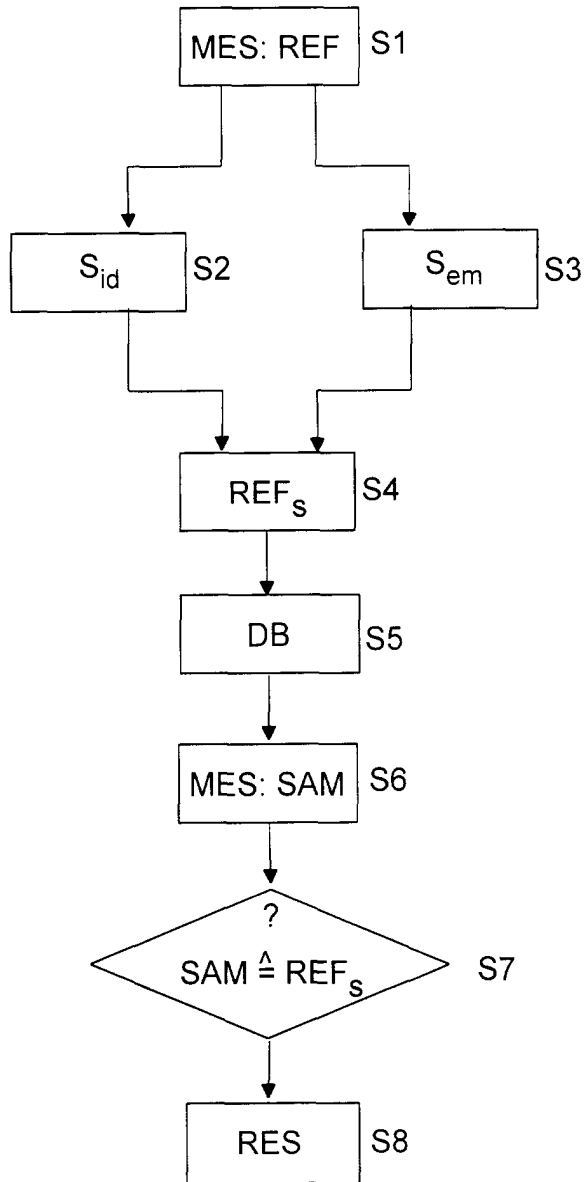 MES: REF S1
S_id S2
S_em S3
REF_s S4
DB S5
MES: SAM S6
?
SAM ≙ REF_s S7
RES S8